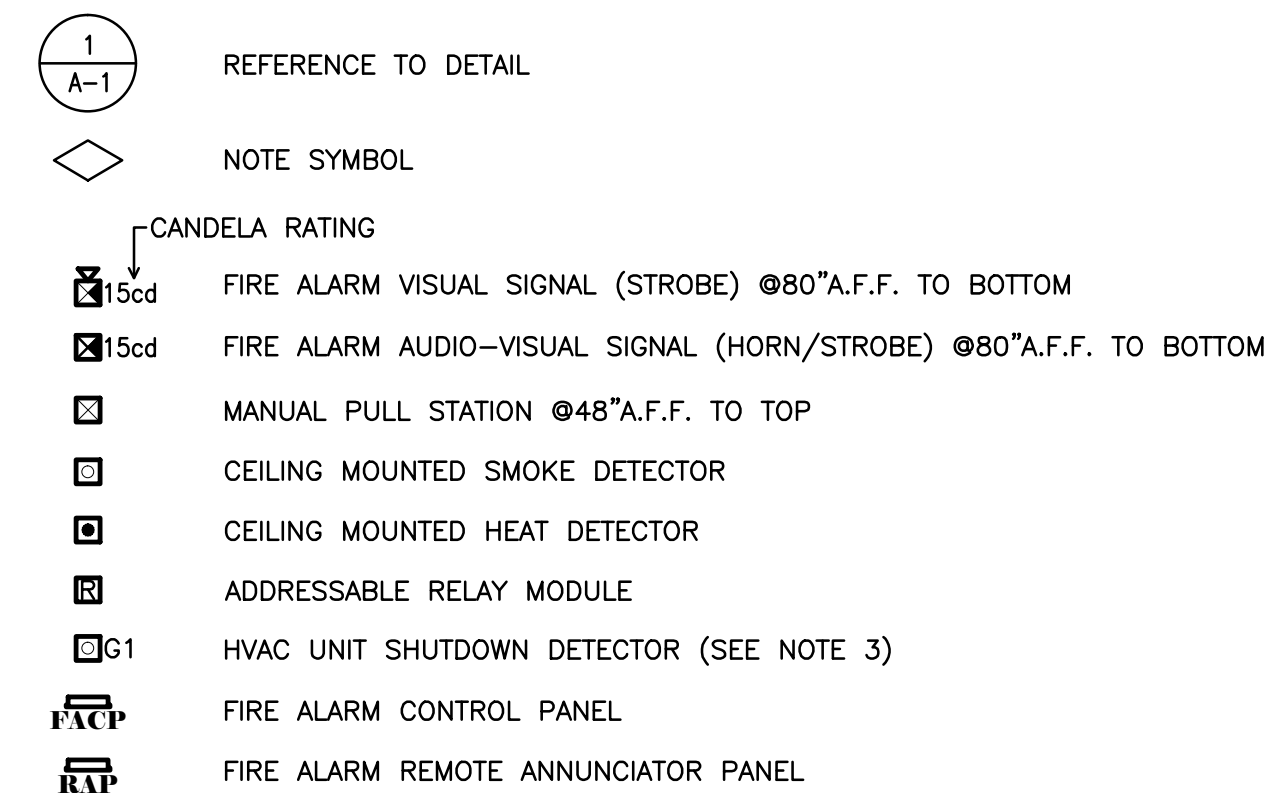 1
A-1
REFERENCE TO DETAIL
NOTE SYMBOL
CANDELA RATING
15cd FIRE ALARM VISUAL SIGNAL (STROBE) @80"A.F.F. TO BOTTOM
15cd FIRE ALARM AUDIO-VISUAL SIGNAL (HORN/STROBE) @80"A.F.F. TO BOTTOM
MANUAL PULL STATION @48"A.F.F. TO TOP
CEILING MOUNTED SMOKE DETECTOR
CEILING MOUNTED HEAT DETECTOR
R ADDRESSABLE RELAY MODULE
G1 HVAC UNIT SHUTDOWN DETECTOR (SEE NOTE 3)
FACP FIRE ALARM CONTROL PANEL
RAP FIRE ALARM REMOTE ANNUNCIATOR PANEL